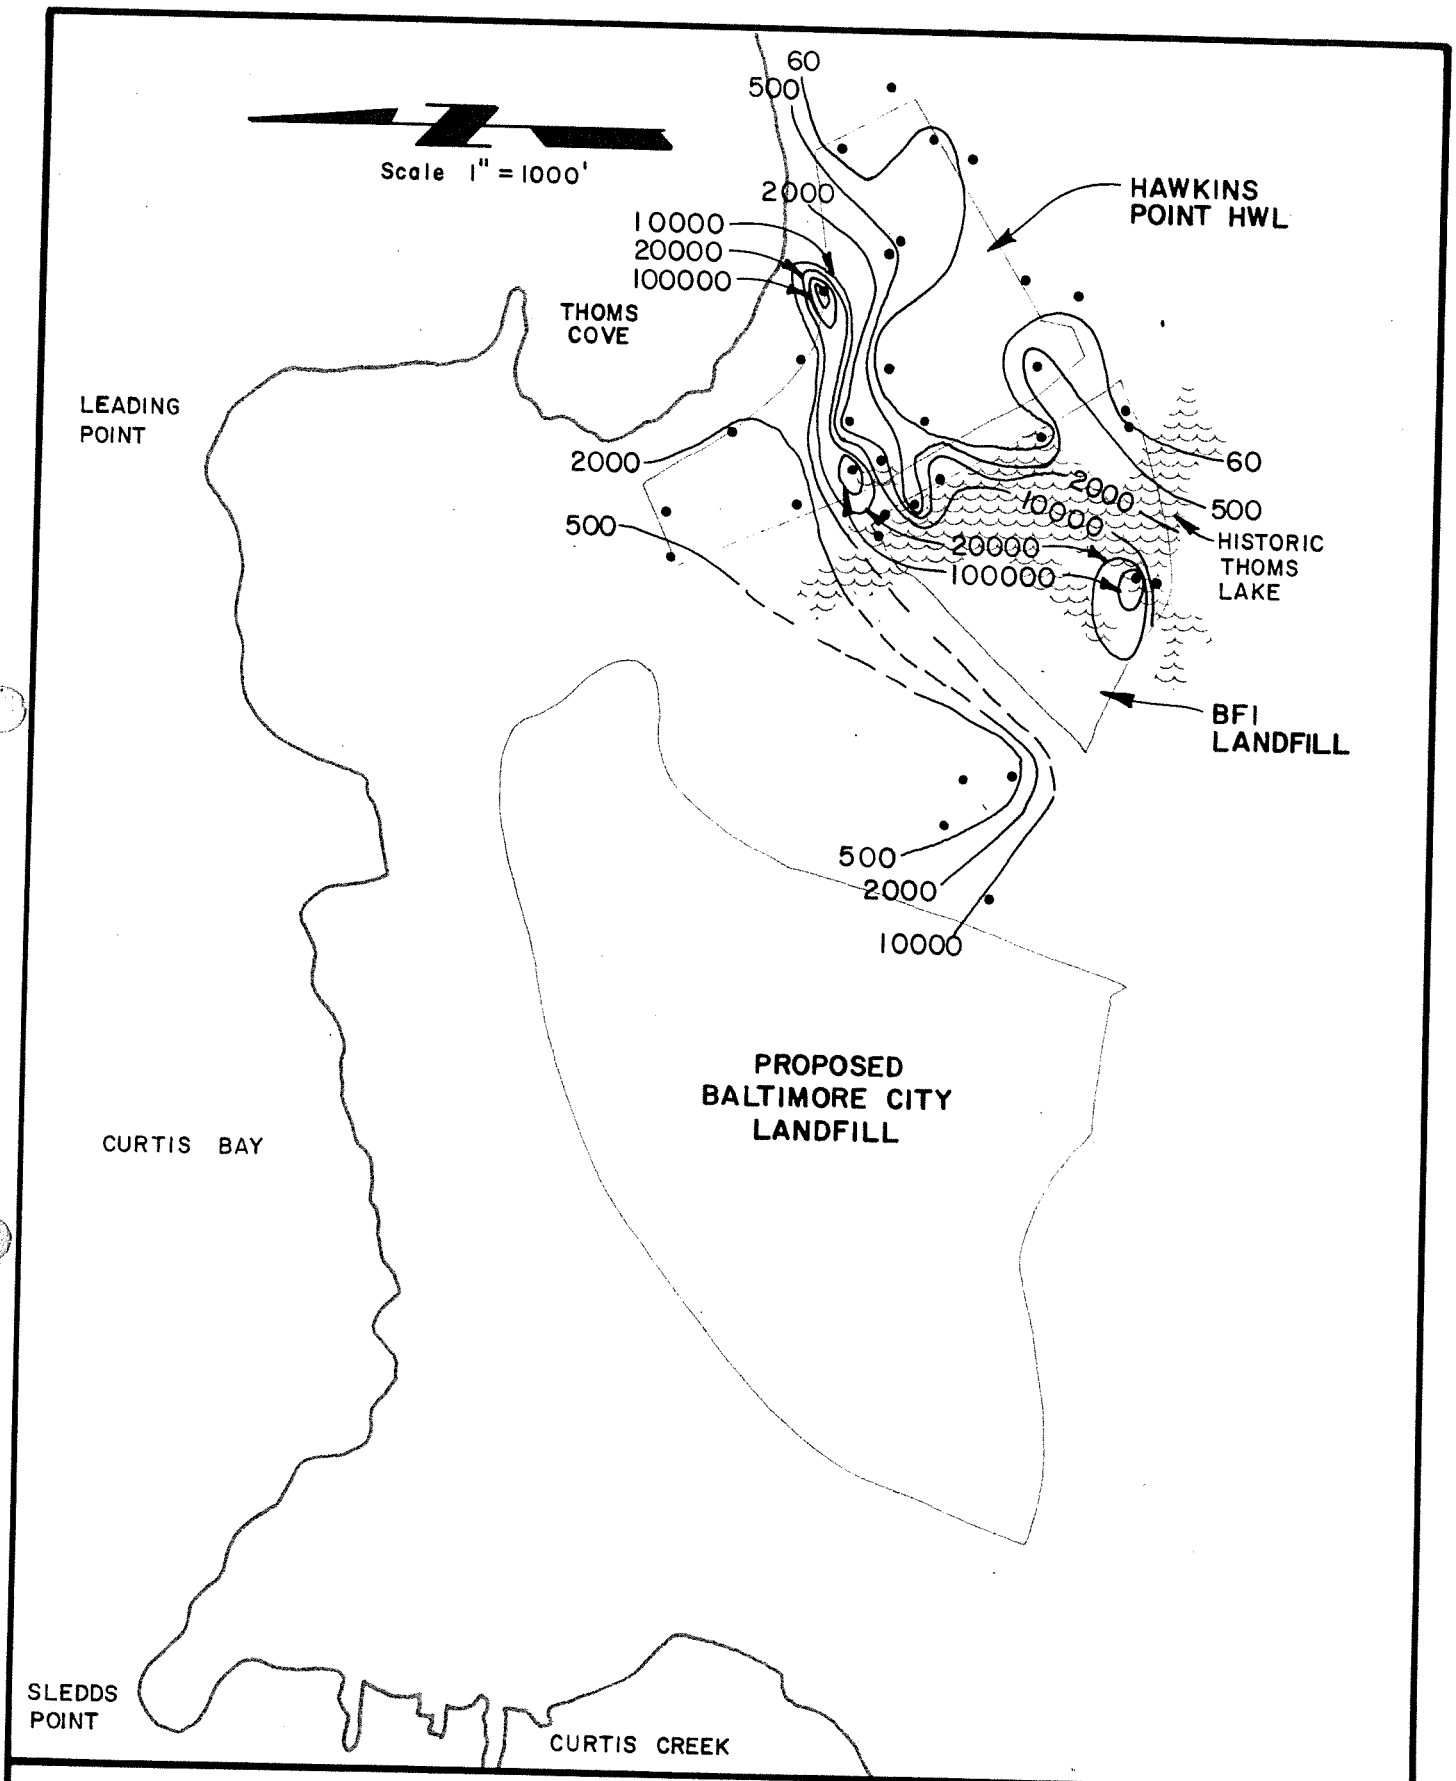 60
500
Scale 1" = 1000'
2000
HAWKINS
POINT HWL
10000
20000
100000
THOMS
COVE
LEADING
POINT
2000
60
2000
500
10000
500
HISTORIC
THOMS
LAKE
20000
100000
BFI
LANDFILL
500
2000
10000
PROPOSED
BALTIMORE CITY
LANDFILL
CURTIS BAY
SLEDDS
POINT
CURTIS CREEK